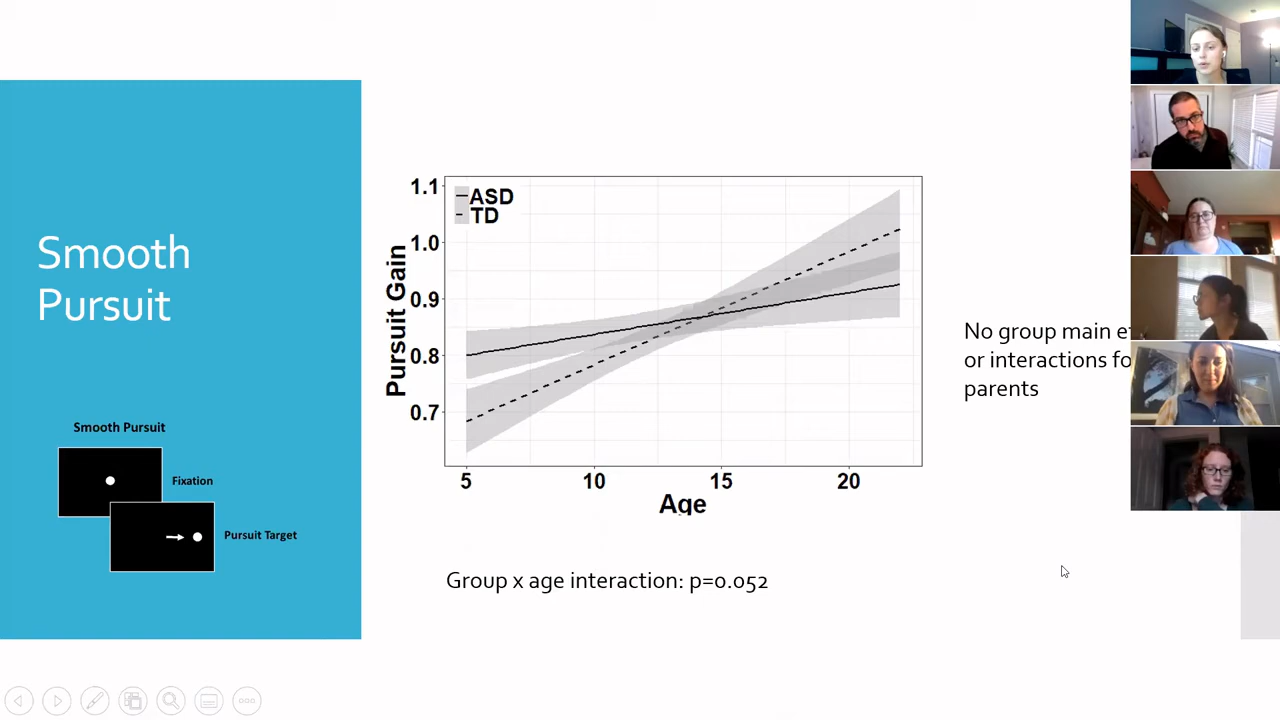 Smooth
Pursuit
Smooth Pursuit
Fixation
Pursuit Target
1.1
1.0
0.9
0.8
0.7
Pursuit Gain
ASD
TD
5
10
15
20
Age
Group x age interaction: p=0.052
No group main
or interactions
parents